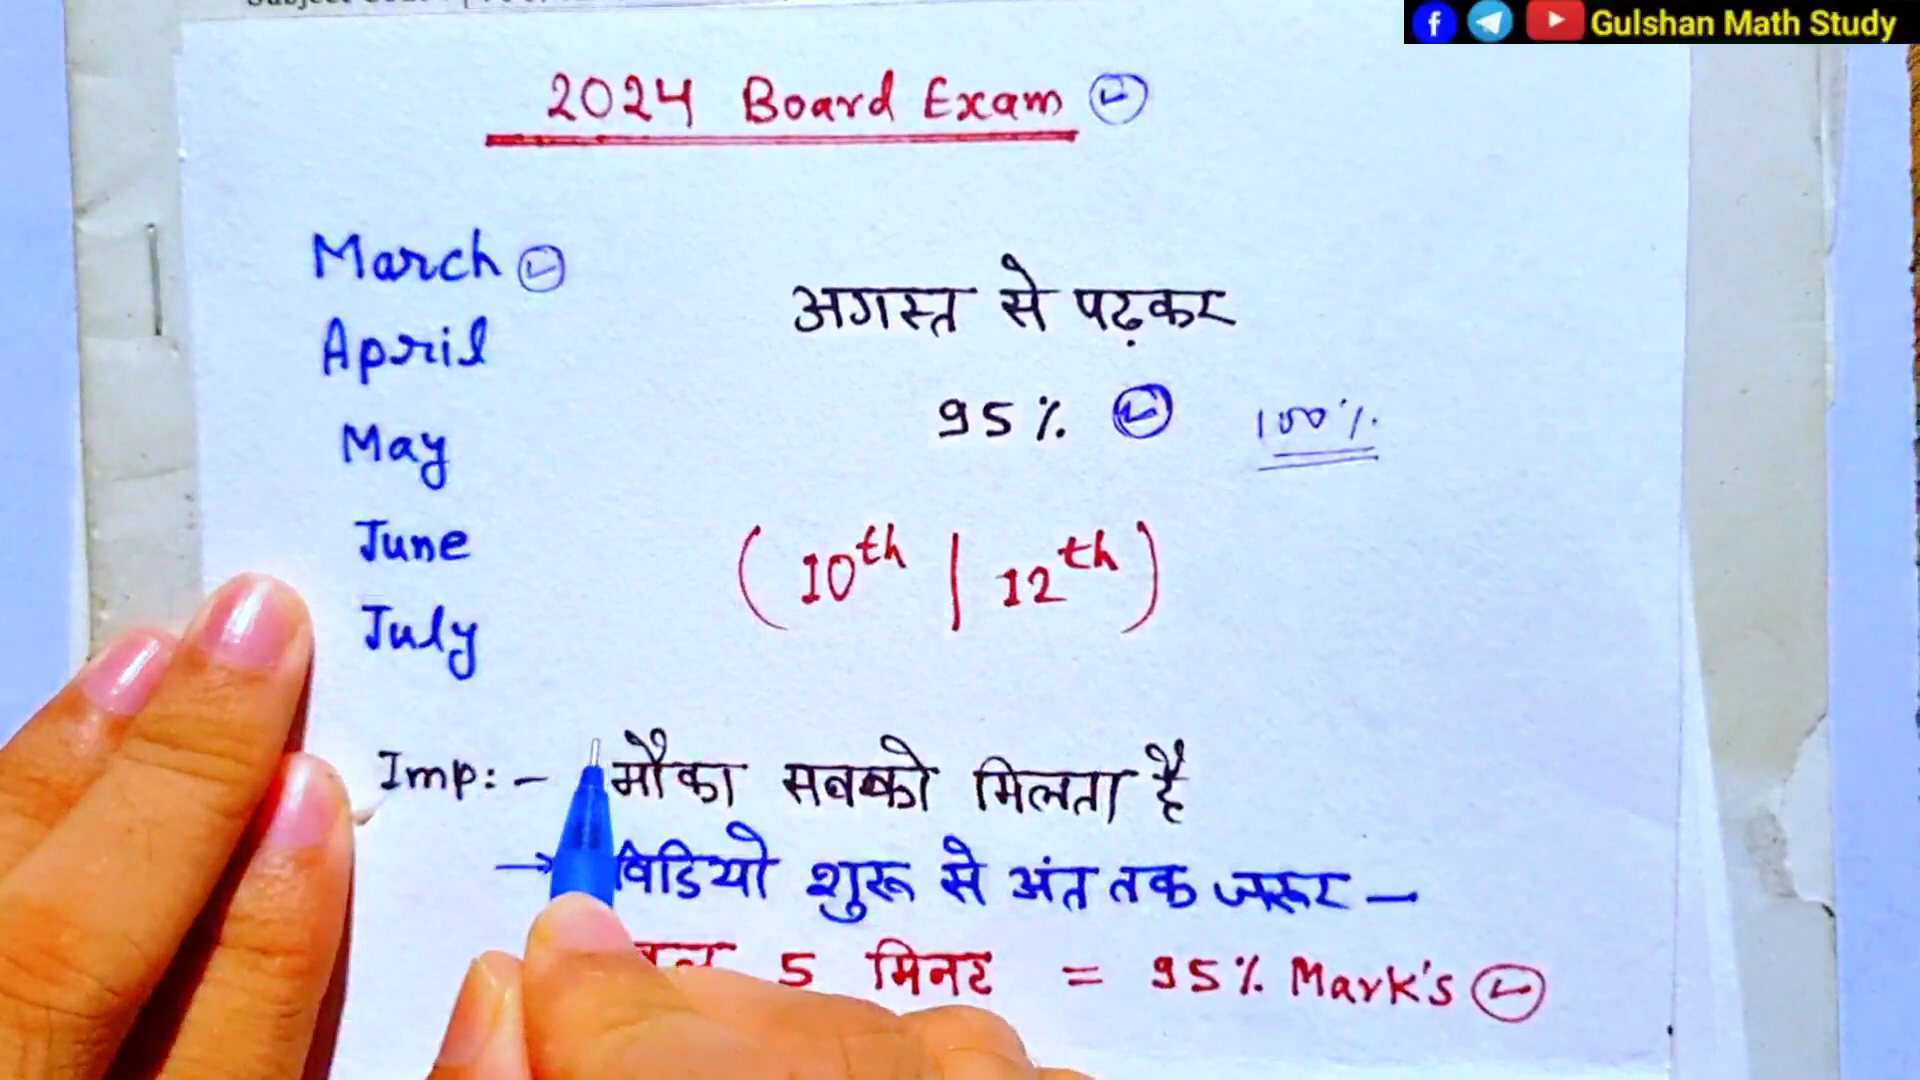 Gulshan Math Study
2024 Board Exam
March
April
May
June
July
अगस्त से पढ़कर
95%
100%
(10th | 12th)
Imp:- मौका सबको मिलता है
→ विडियो शुरू से अंत तक जरूर –
5 मिनट = 95% Mark's